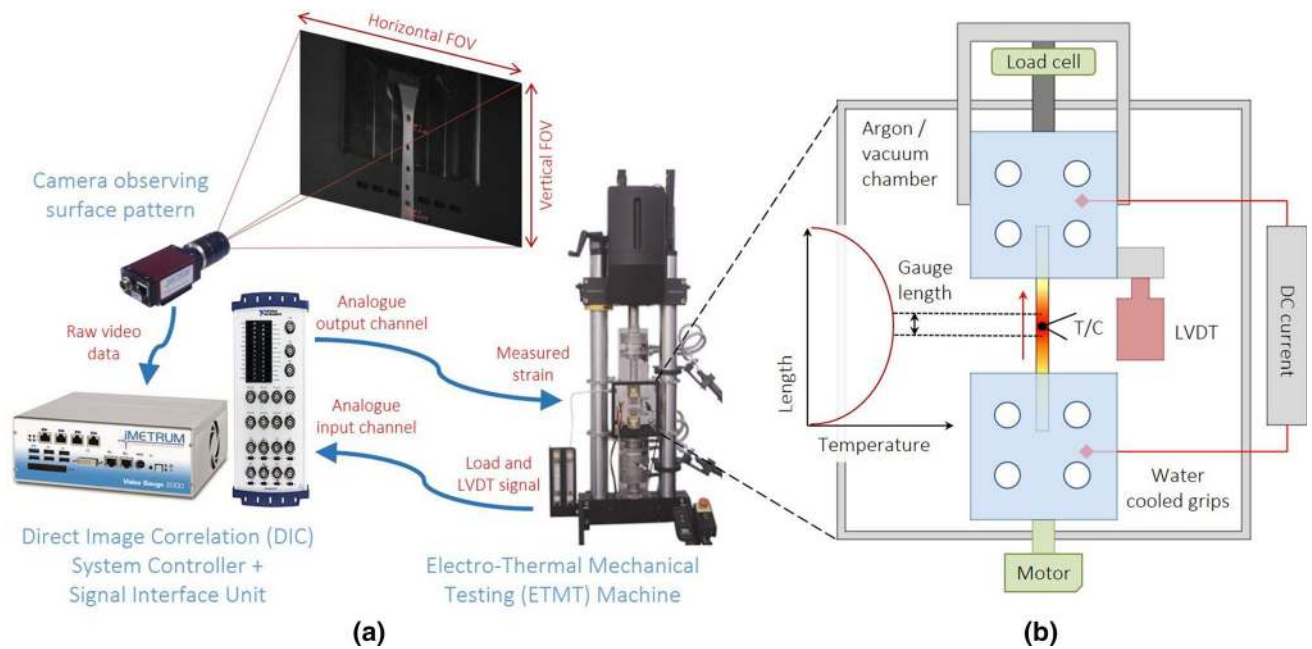 Horizontal FOV
Vertical FOV
Camera observing
surface pattern
Raw video
data
Analogue
output channel
Measured
strain
Analogue
input channel
Load and
LVDT signal
IMETRUM
Video Gauge
Direct Image Correlation (DIC)
System Controller +
Signal Interface Unit
Electro-Thermal Mechanical
Testing (ETMT) Machine
(a)
Load cell
Argon /
vacuum
chamber
Gauge
length
T/C
LVDT
DC current
Length
Temperature
Water
cooled grips
Motor
(b)